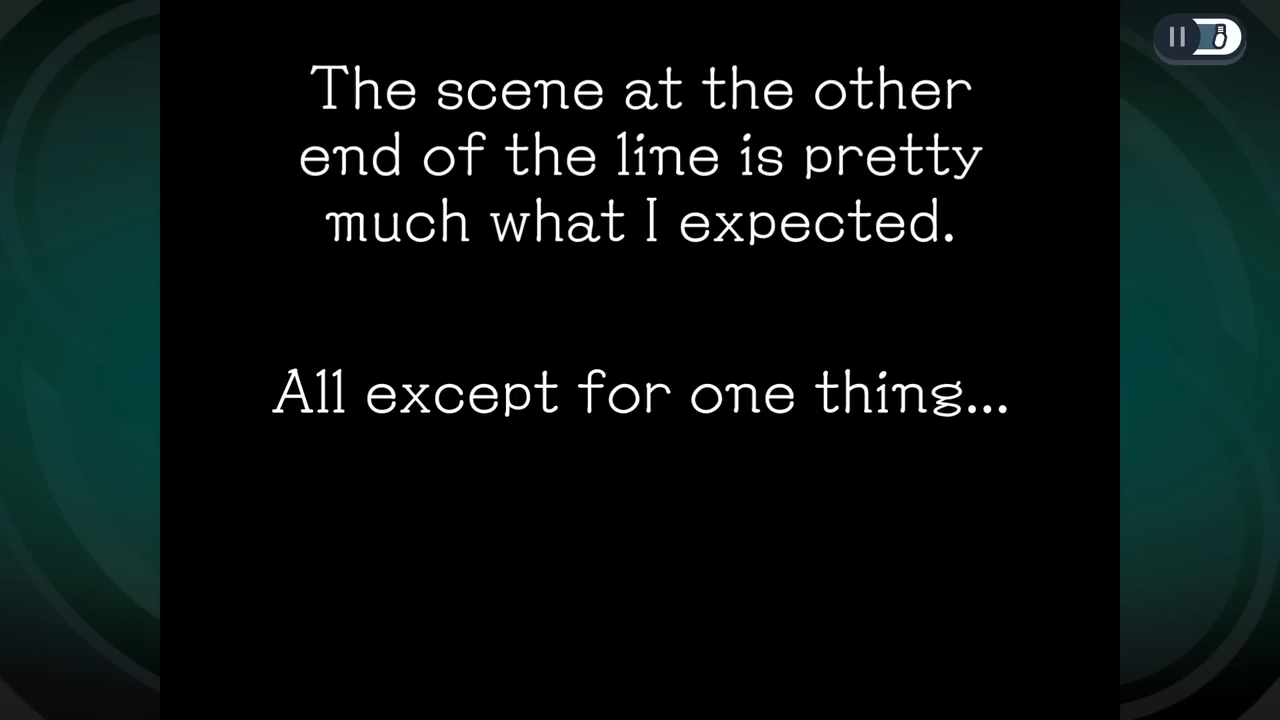 The scene at the other
end of the line is pretty
much what I expected.
All except for one thing...